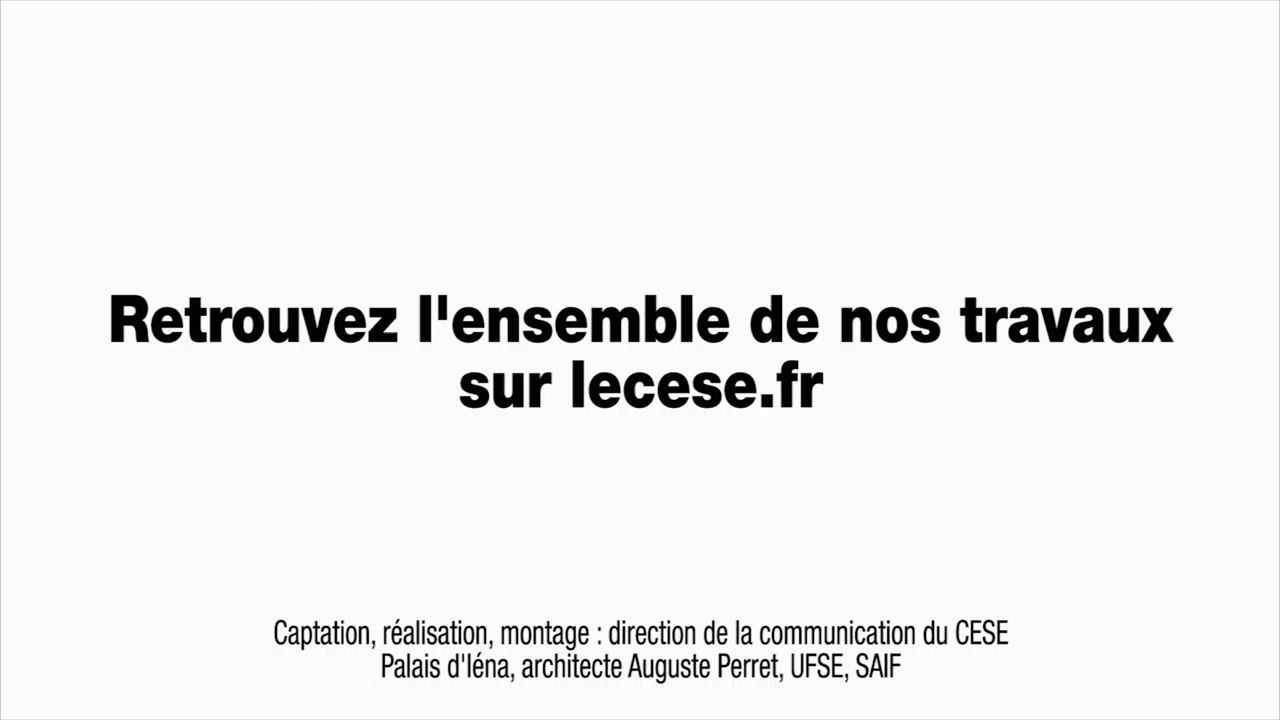 Retrouvez l'ensemble de nos travaux
sur lecese.fr
Captation, réalisation, montage : direction de la communication du CESE
Palais d'Iéna, architecte Auguste Perret, UFSE, SAIF